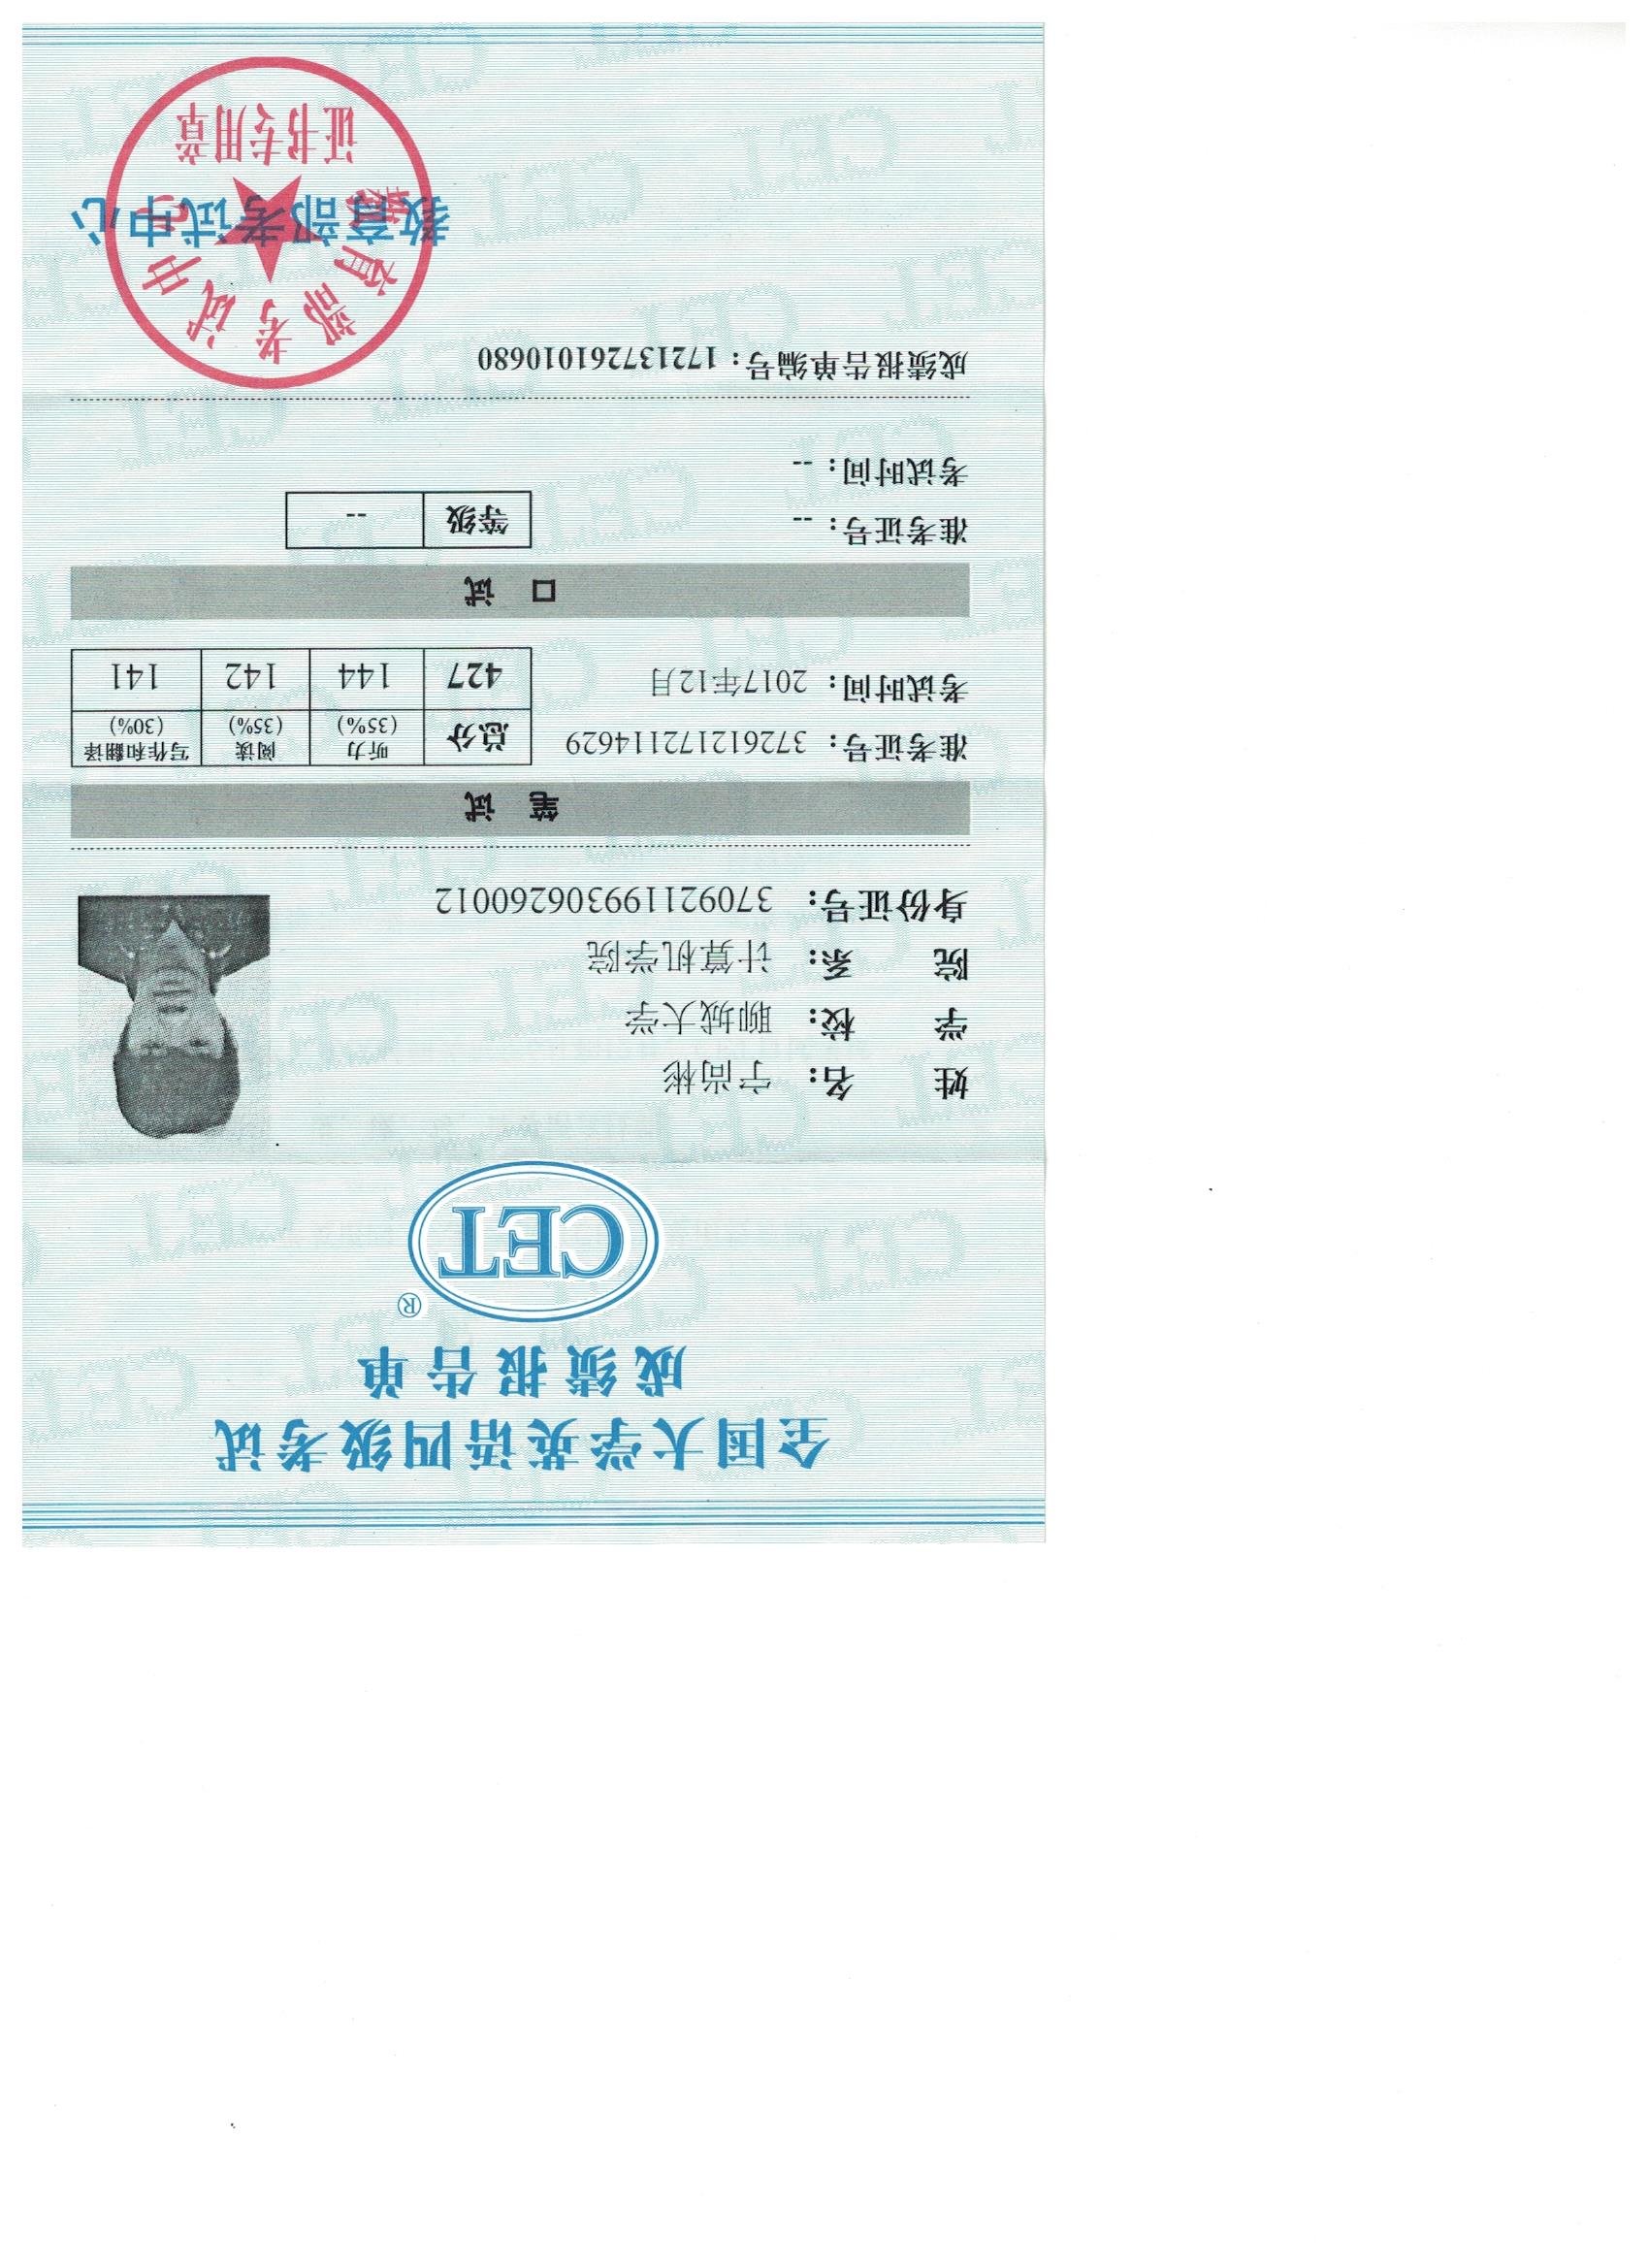 全国大学英语四级考试
成绩报告单
CET®
姓 名： 宁尚彬
学 校： 聊城大学
院 系： 计算机学院
身份证号： 370921199306260012
笔 试
准考证号：372612172114629
考试时间：2017年12月
总分 听力(35%) 阅读(35%) 写作和翻译(30%)
427 144 142 141
口 试
准考证号：--
考试时间：--
等级 --
成绩报告单编号：172137261010680
教育部考试中心
教育部考试中心
证书专用章